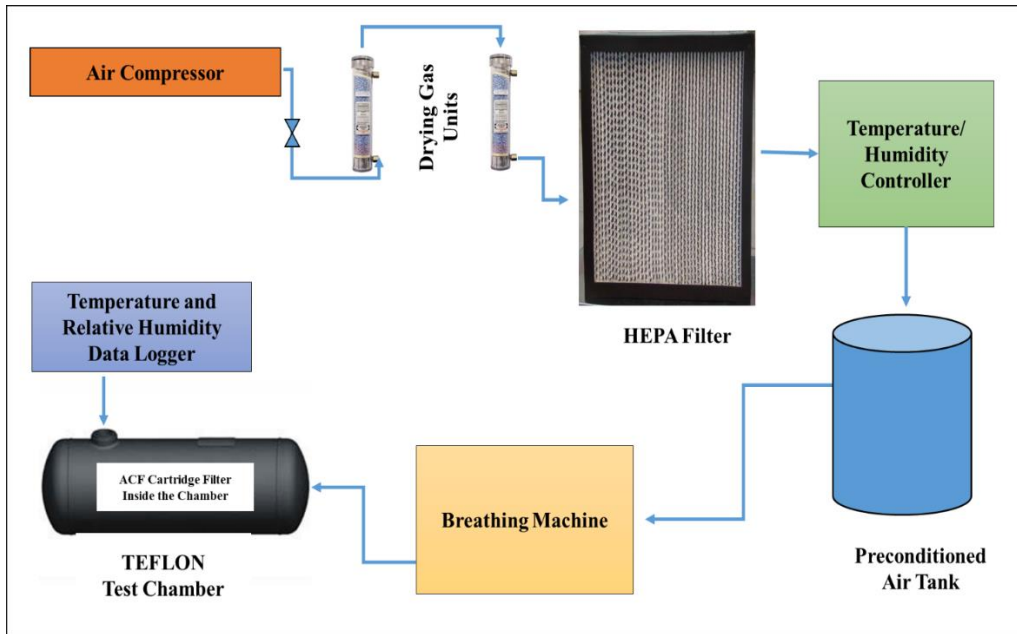 Air Compressor
Drying Gas
Units
HEPA Filter
Temperature/
Humidity
Controller
Preconditioned
Air Tank
Breathing Machine
Temperature and
Relative Humidity
Data Logger
ACF Cartridge Filter
Inside the Chamber
TEFLON
Test Chamber